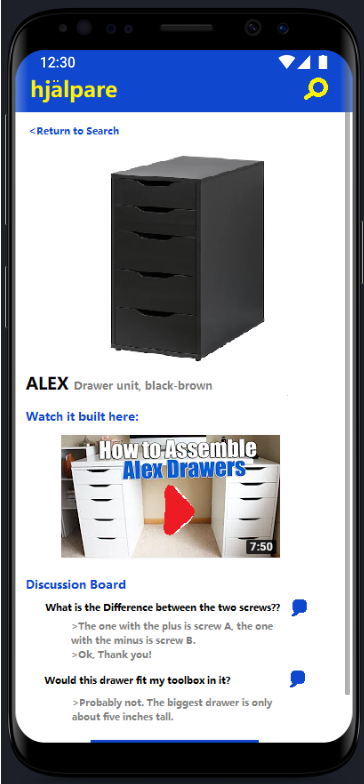 12:30
hjälpare
<Return to Search
ALEX Drawer unit, black-brown
Watch it built here:
How to Assemble
Alex Drawers
7:50
Discussion Board
What is the Difference between the two screws??
>The one with the plus is screw A, the one
with the minus is screw B.
>Ok, Thank you!
Would this drawer fit my toolbox in it?
>Probably not. The biggest drawer is only
about five inches tall.